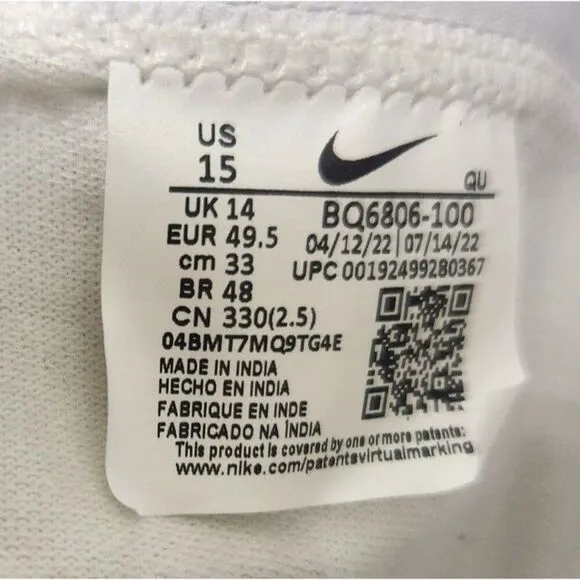 US
15
QU
UK 14
BQ6806-100
EUR 49.5
04/12/22 | 07/14/22
cm 33
UPC 00192499280367
BR 48
CN 330(2.5)
04BMT7MQ9TG4E
MADE IN INDIA
HECHO EN INDIA
FABRIQUE EN INDE
FABRICADO NA ÍNDIA
This product is covered by one or more patents:
www.nike.com/patentsvirtualmarking